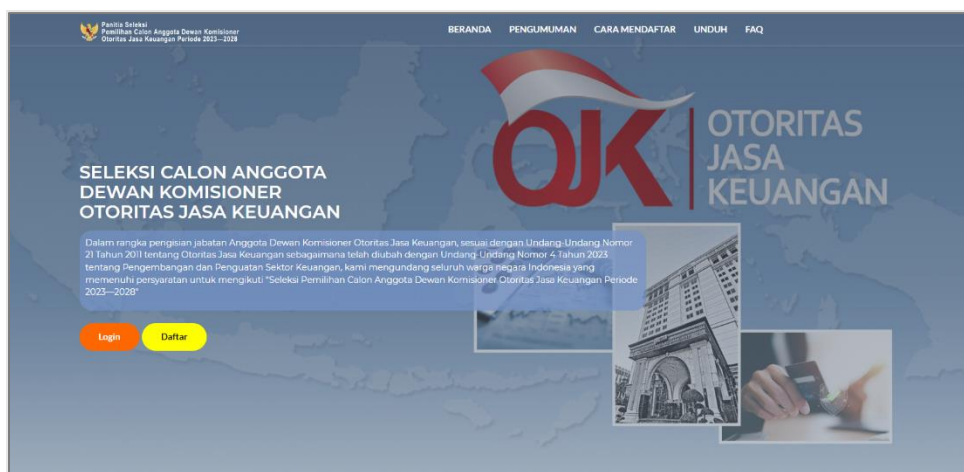 Panitia Seleksi
Pemilihan Calon Anggota Dewan Komisioner
Otoritas Jasa Keuangan Periode 2023—2028
BERANDA PENGUMUMAN CARA MENDAFTAR UNDUH FAQ
OJK
OTORITAS
JASA
KEUANGAN
SELEKSI CALON ANGGOTA
DEWAN KOMISIONER
OTORITAS JASA KEUANGAN
Dalam rangka pengisian jabatan Anggota Dewan Komisioner Otoritas Jasa Keuangan, sesuai dengan Undang-Undang Nomor
21 Tahun 2011 tentang Otoritas Jasa Keuangan sebagaimana telah diubah dengan Undang-Undang Nomor 4 Tahun 2023
tentang Pengembangan dan Penguatan Sektor Keuangan, kami mengundang seluruh warga negara Indonesia yang
memenuhi persyaratan untuk mengikuti "Seleksi Pemilihan Calon Anggota Dewan Komisioner Otoritas Jasa Keuangan Periode
2023—2028"
Login Daftar